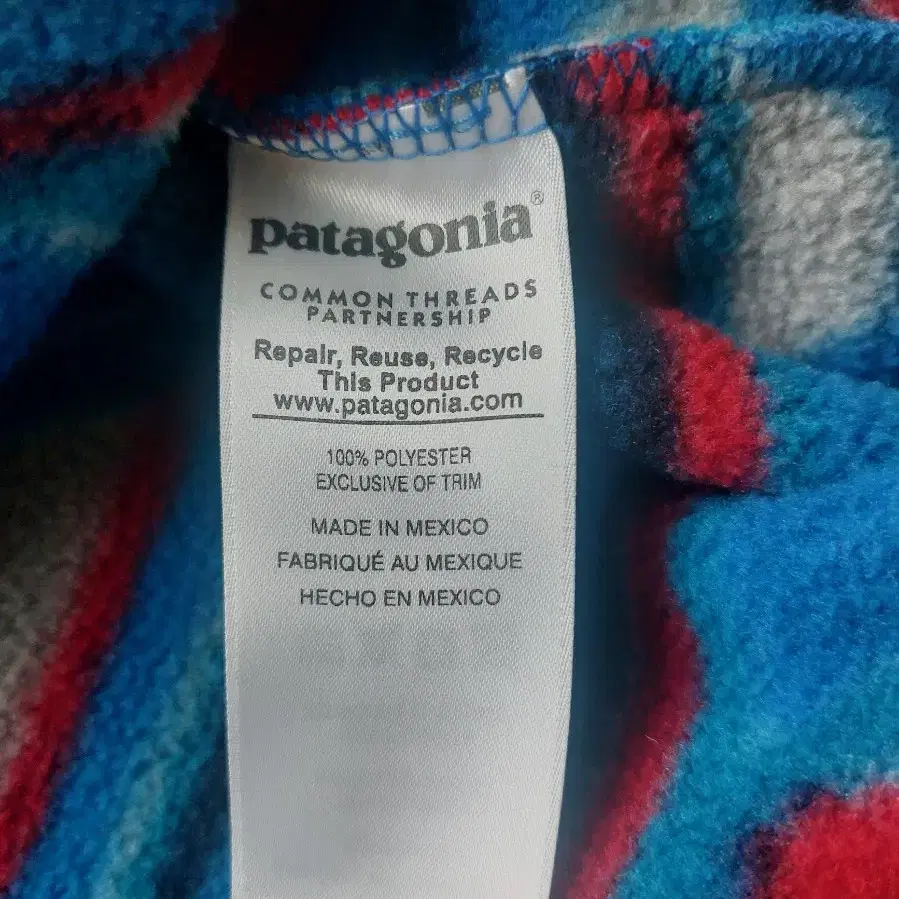 patagonia®
COMMON THREADS
PARTNERSHIP
Repair, Reuse, Recycle
This Product
www.patagonia.com
100% POLYESTER
EXCLUSIVE OF TRIM
MADE IN MEXICO
FABRIQUÉ AU MEXIQUE
HECHO EN MEXICO